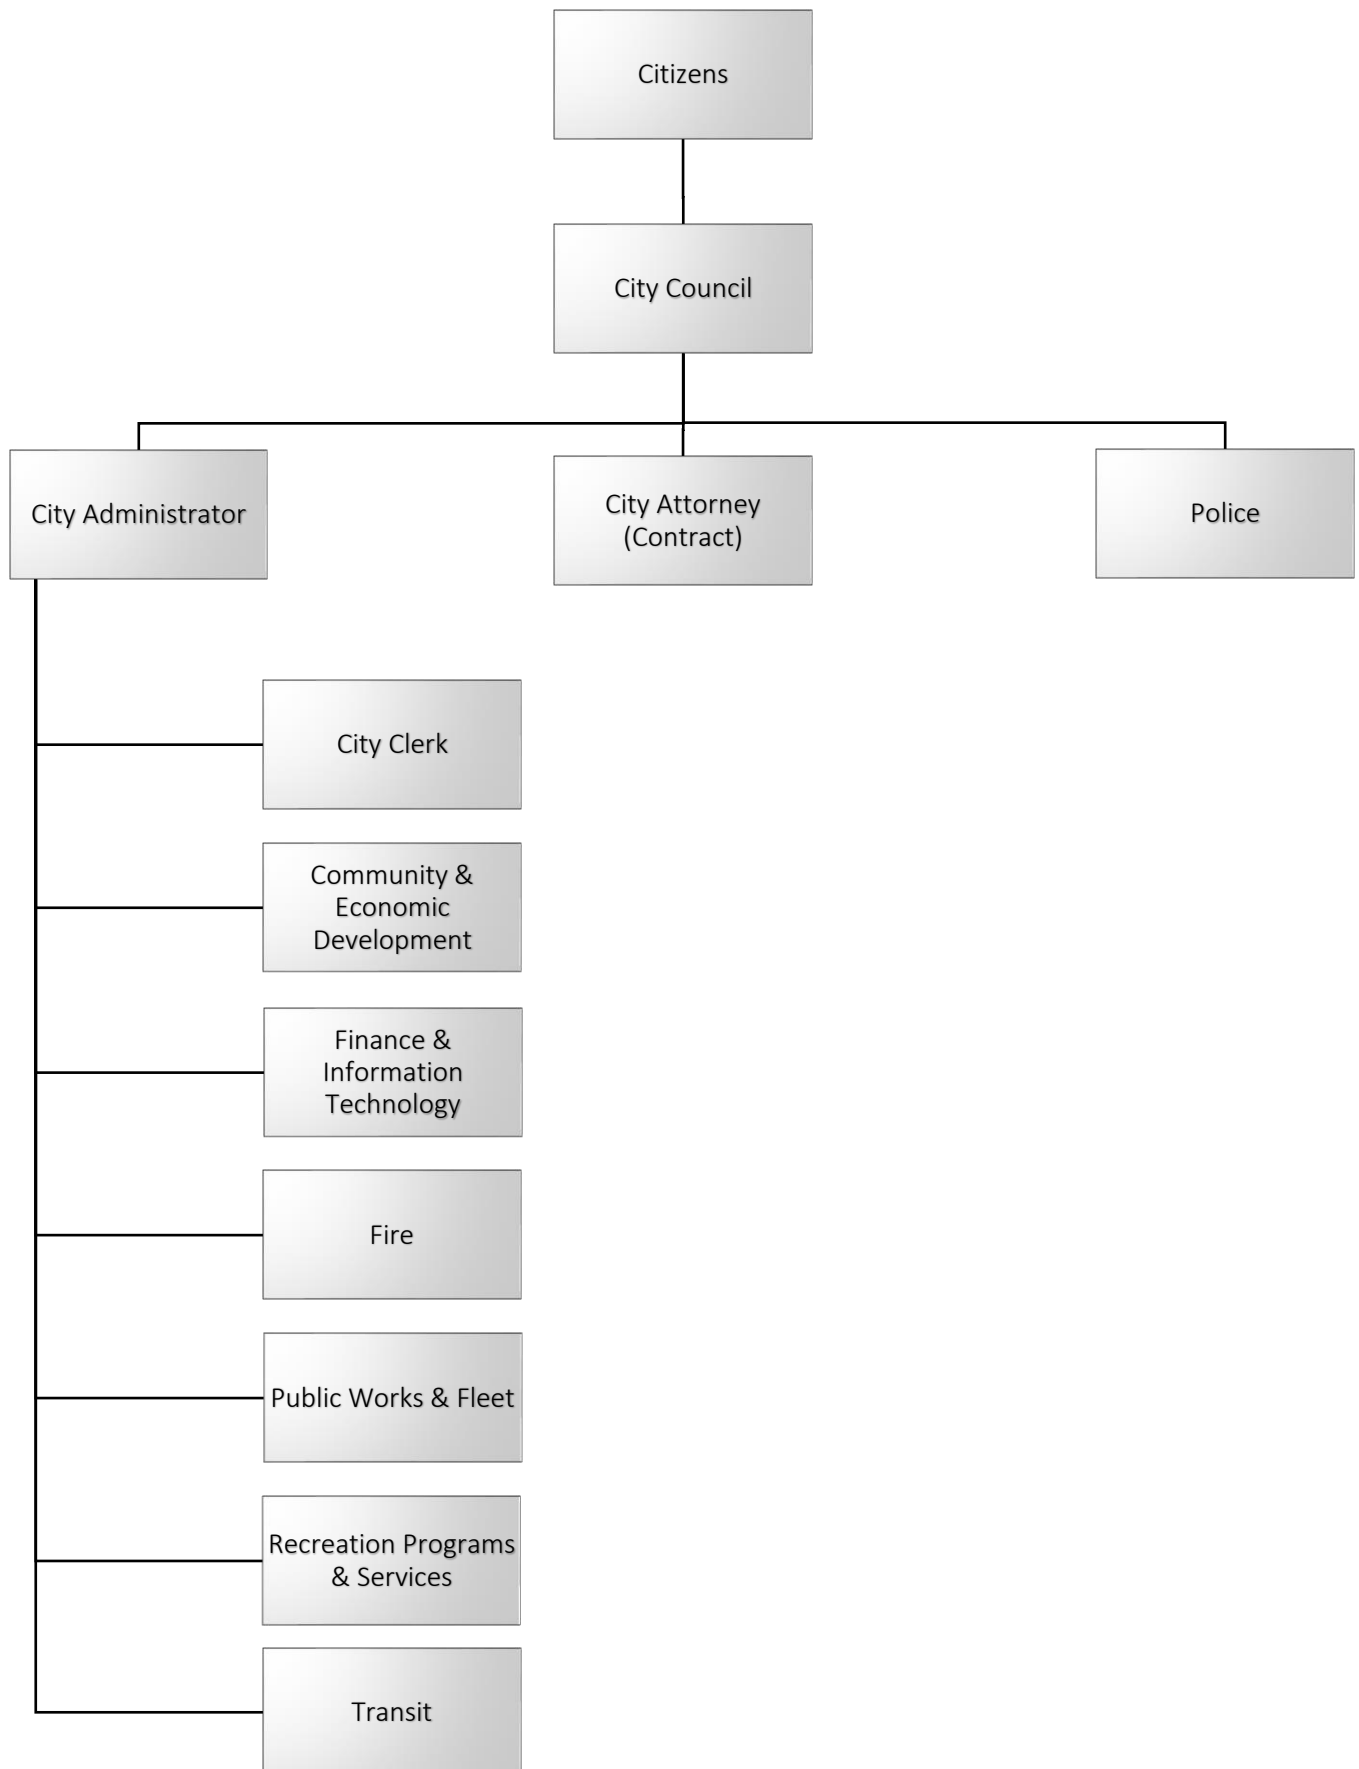 Citizens
City Council
City Administrator
City Attorney
(Contract)
Police
City Clerk
Community &
Economic
Development
Finance &
Information
Technology
Fire
Public Works & Fleet
Recreation Programs
& Services
Transit